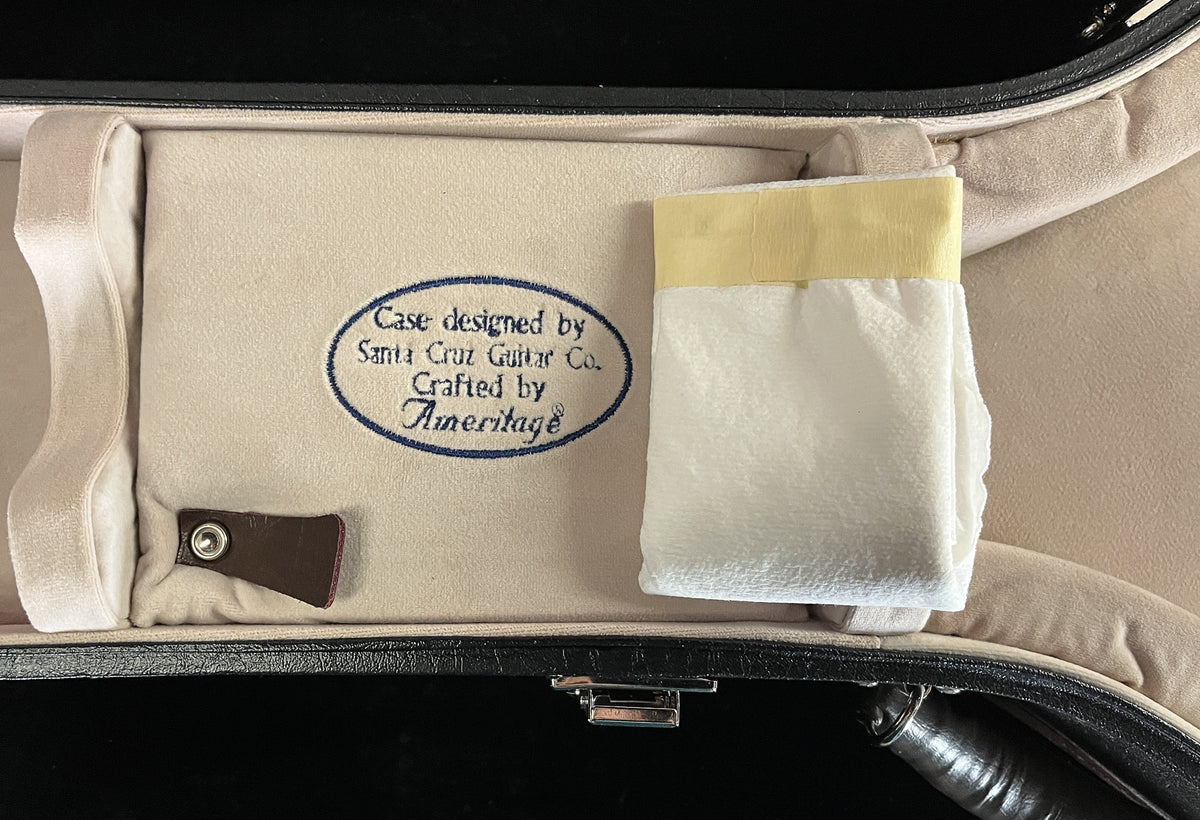 Case designed by
Santa Cruz Guitar Co.
Crafted by
Ameritage®